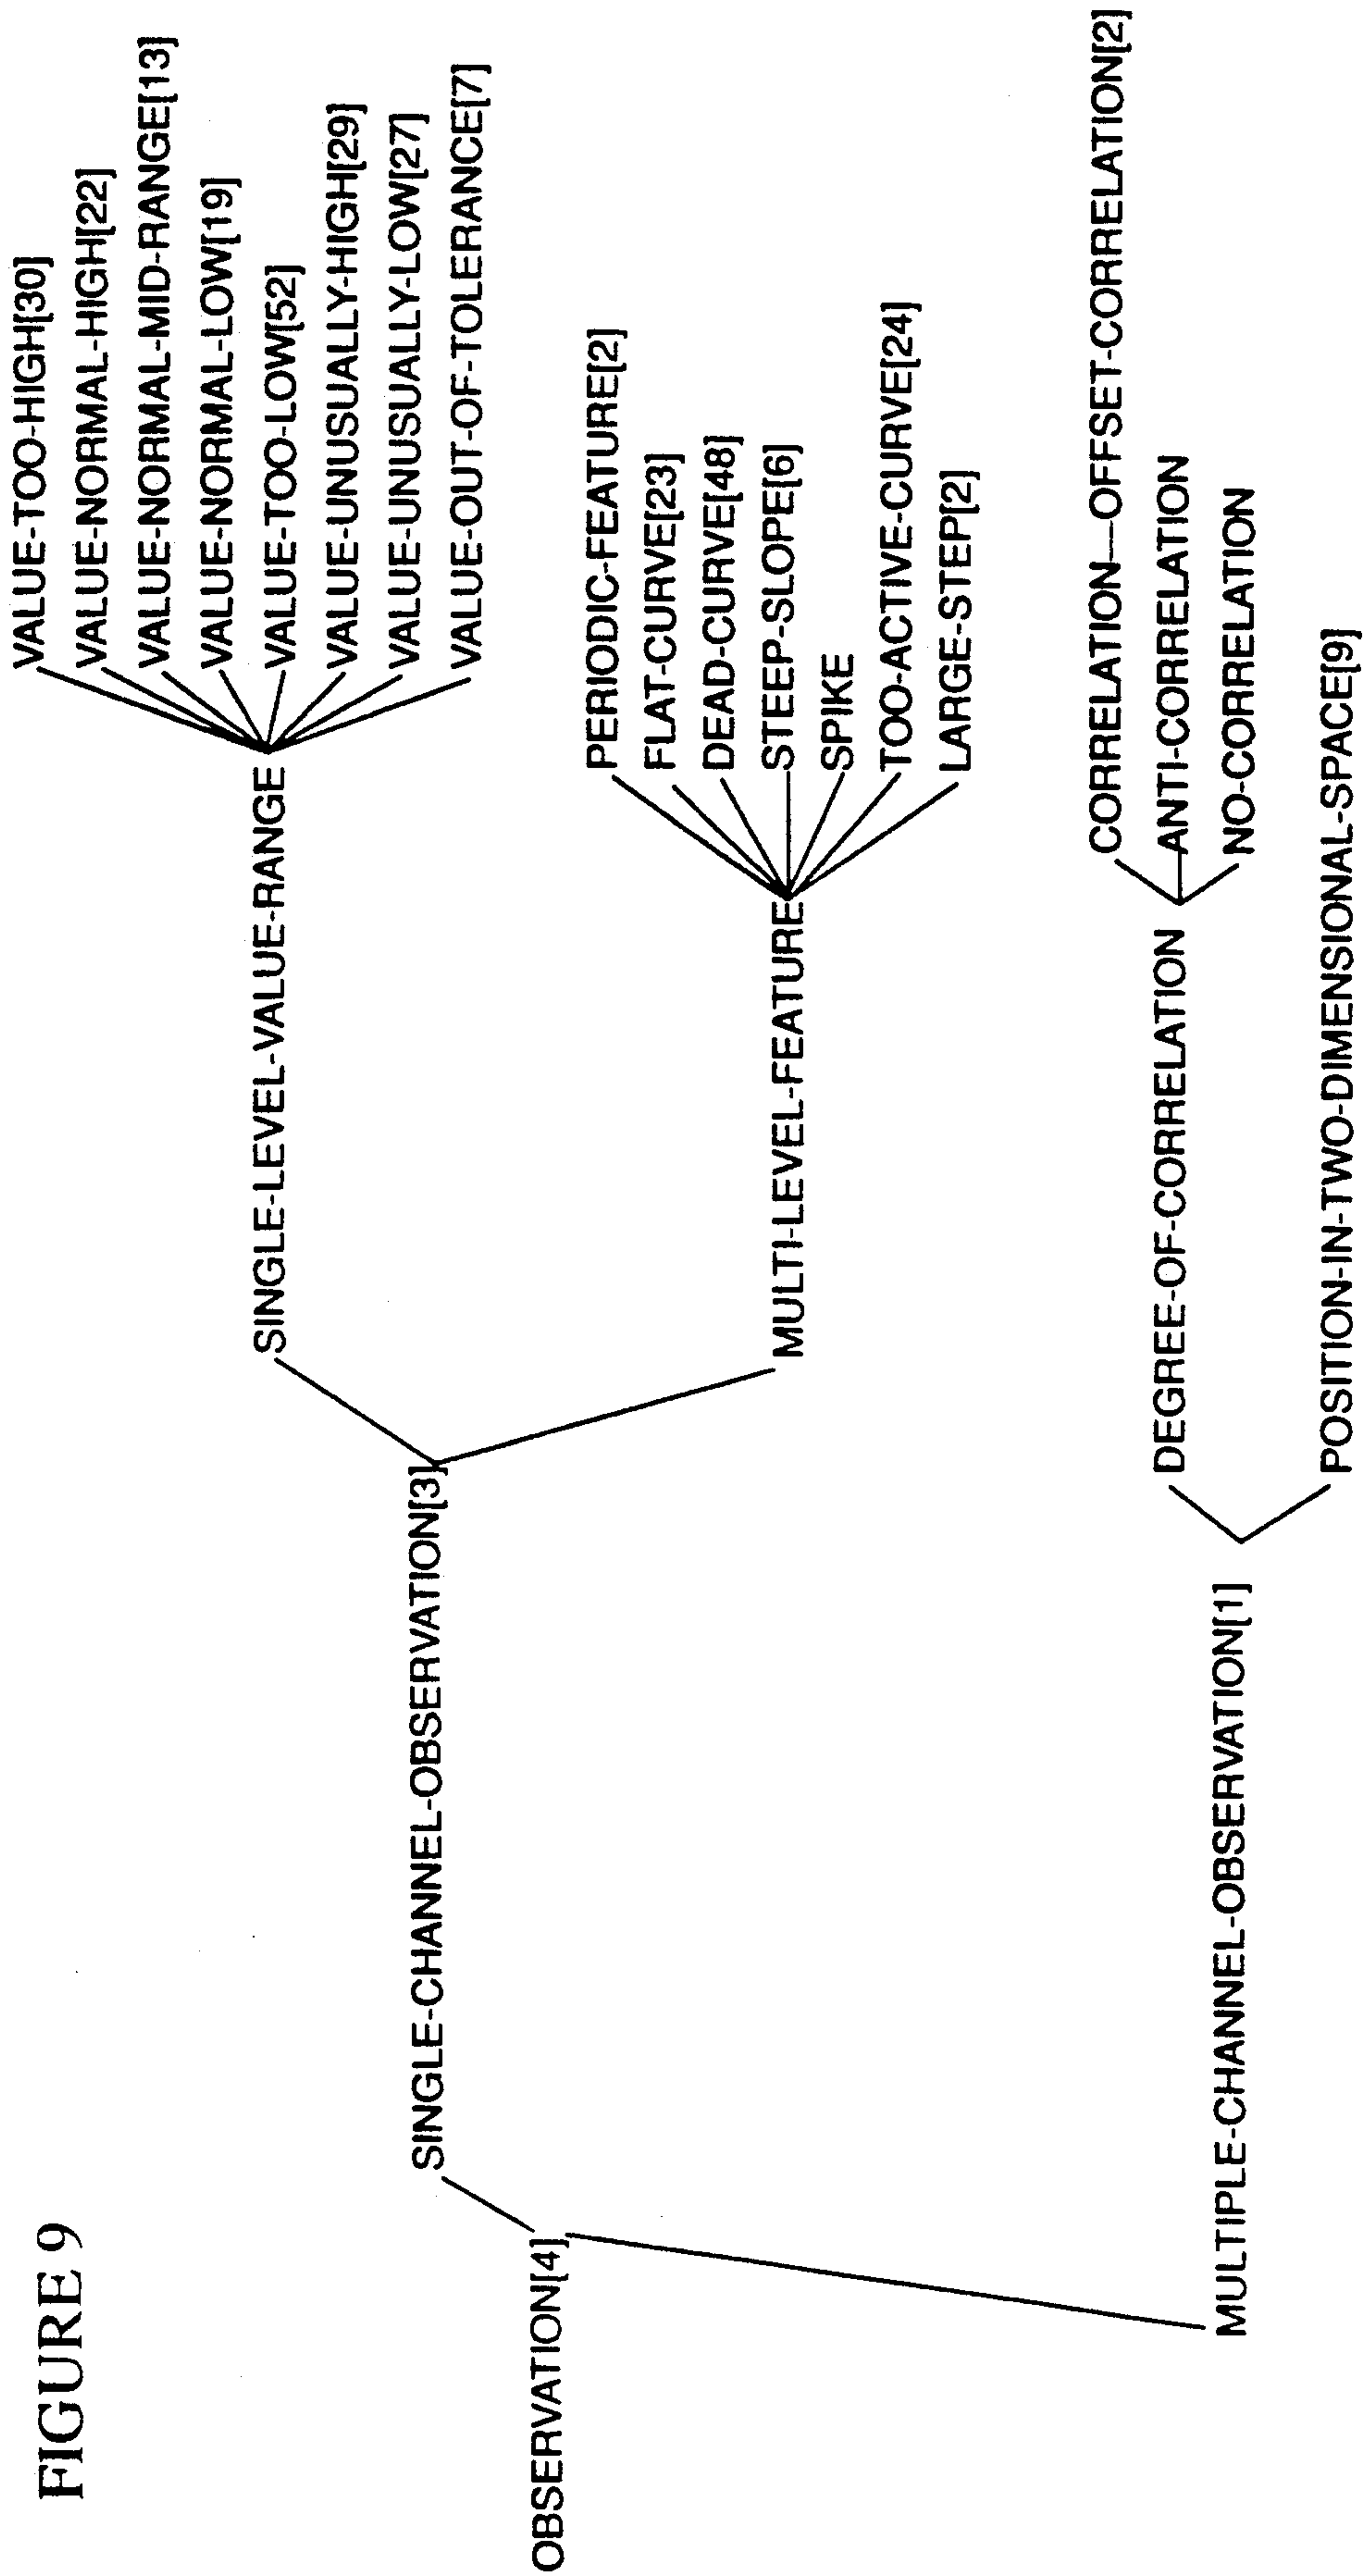 FIGURE 9
OBSERVATION[4]
SINGLE-CHANNEL-OBSERVATION[3]
SINGLE-LEVEL-VALUE-RANGE
VALUE-TOO-HIGH[30]
VALUE-NORMAL-HIGH[22]
VALUE-NORMAL-MID-RANGE[13]
VALUE-NORMAL-LOW[19]
VALUE-TOO-LOW[52]
VALUE-UNUSUALLY-HIGH[29]
VALUE-UNUSUALLY-LOW[27]
VALUE-OUT-OF-TOLERANCE[7]
MULTI-LEVEL-FEATURE
PERIODIC-FEATURE[2]
FLAT-CURVE[23]
DEAD-CURVE[48]
STEEP-SLOPE[6]
SPIKE
TOO-ACTIVE-CURVE[24]
LARGE-STEP[2]
MULTIPLE-CHANNEL-OBSERVATION[1]
DEGREE-OF-CORRELATION
CORRELATION—OFFSET-CORRELATION[2]
ANTI-CORRELATION
NO-CORRELATION
POSITION-IN-TWO-DIMENSIONAL-SPACE[9]